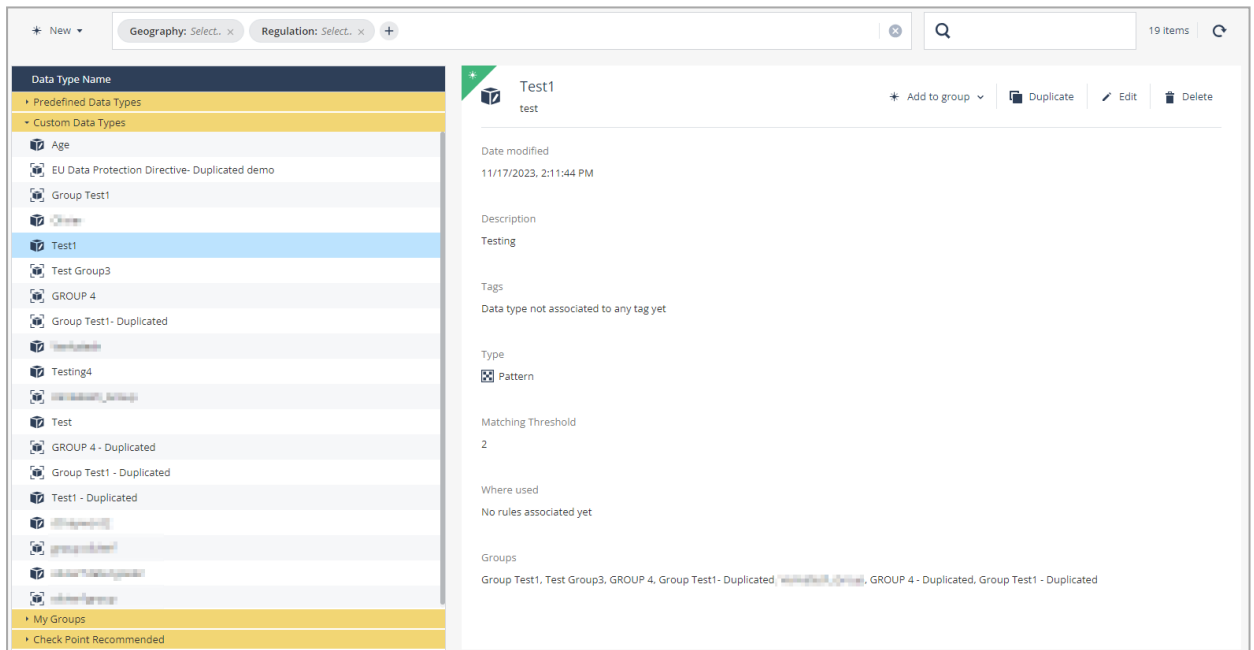 New
Geography: Select.. ×
Regulation: Select.. ×
+
19 items
Data Type Name
Predefined Data Types
Custom Data Types
Age
EU Data Protection Directive- Duplicated demo
Group Test1
Test1
Test Group3
GROUP 4
Group Test1- Duplicated
Testing4
Test
GROUP 4 - Duplicated
Group Test1 - Duplicated
Test1 - Duplicated
My Groups
Check Point Recommended
Test1
test
Add to group
Duplicate
Edit
Delete
Date modified
11/17/2023, 2:11:44 PM
Description
Testing
Tags
Data type not associated to any tag yet
Type
Pattern
Matching Threshold
2
Where used
No rules associated yet
Groups
Group Test1, Test Group3, GROUP 4, Group Test1- Duplicated, , GROUP 4 - Duplicated, Group Test1 - Duplicated